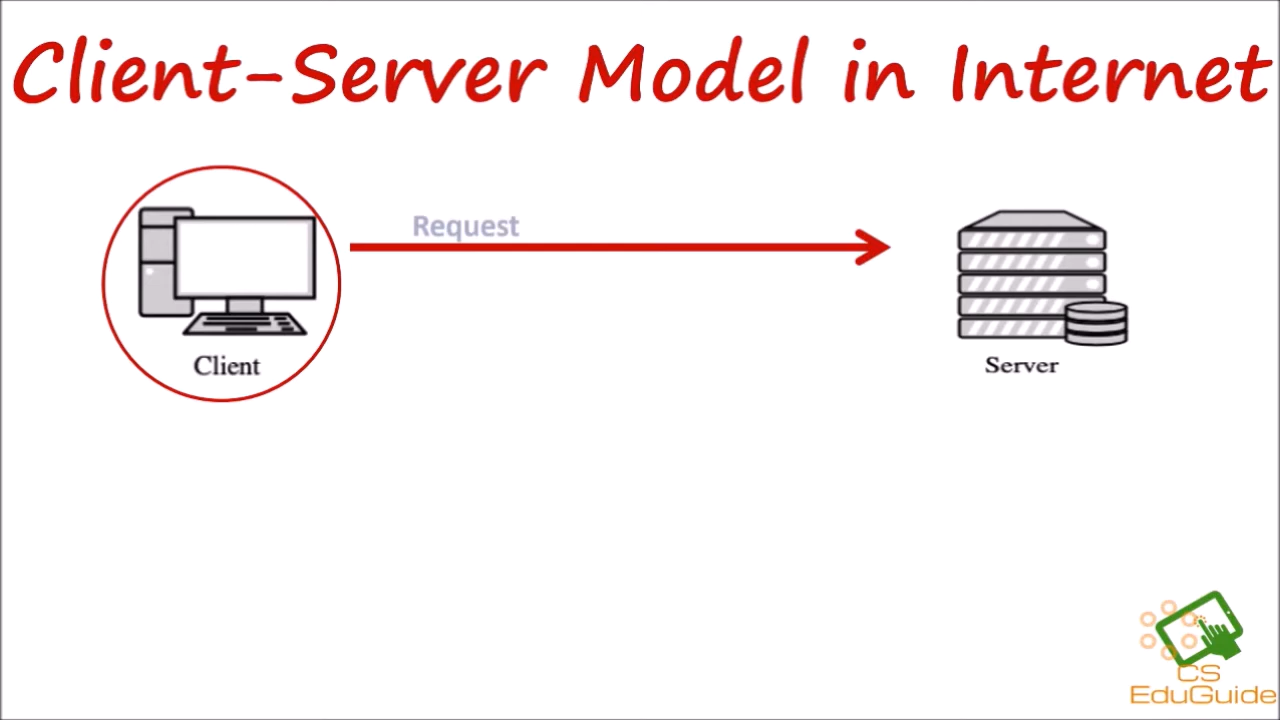 Client-Server Model in Internet
Request
Client
Server
CS
EduGuide